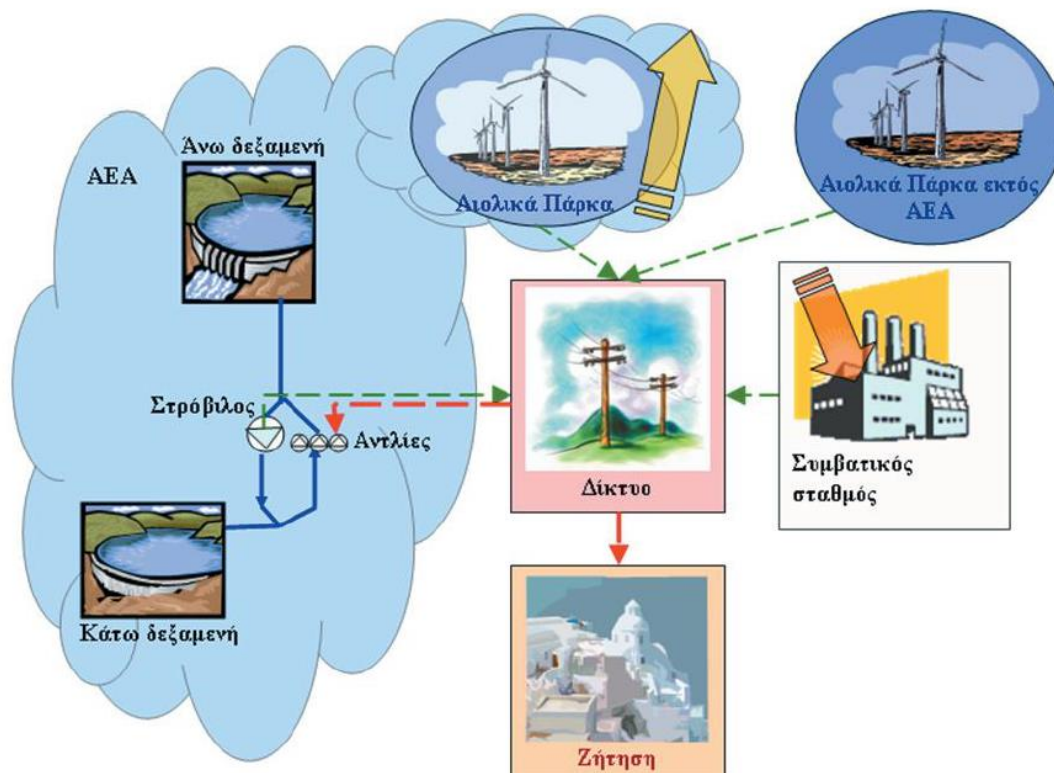 Άνω δεξαμενή
ΑΕΑ
Αιολικά Πάρκα
Αιολικά Πάρκα εκτός
ΑΕΑ
Στρόβιλος
Αντλίες
Δίκτυο
Συμβατικός
σταθμός
Κάτω δεξαμενή
Ζήτηση